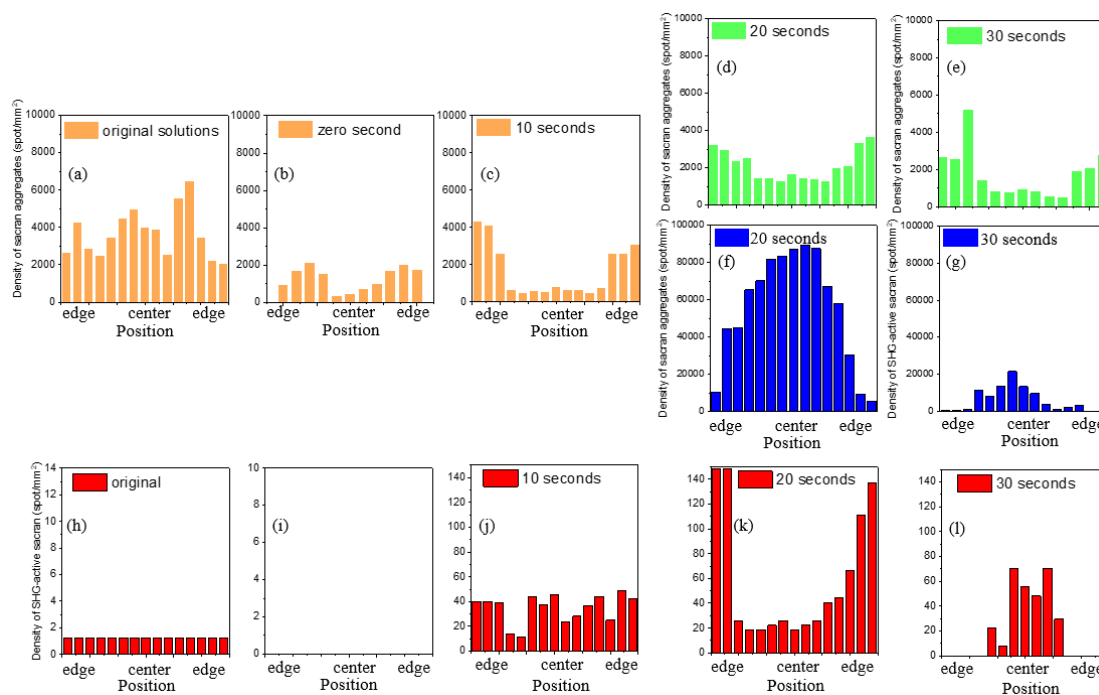 Density of sacran aggregates (spot/mm²)
10000
8000
6000
4000
2000
0
original solutions
(a)
edge center edge
Position
10000
8000
6000
4000
2000
0
zero second
(b)
edge center edge
Position
10000
8000
6000
4000
2000
0
10 seconds
(c)
edge center edge
Position
Density of sacran aggregates (spot/mm²)
10000
8000
6000
4000
2000
0
20 seconds
(d)
Density of sacran aggregates (spot/mm²)
10000
8000
6000
4000
2000
0
30 seconds
(e)
Density of sacran aggregates (spot/mm²)
100000
80000
60000
40000
20000
0
20 seconds
(f)
edge center edge
Position
Density of SHG-active sacran (spot/mm²)
100000
80000
60000
40000
20000
0
30 seconds
(g)
edge center edge
Position
Density of SHG-active sacran (spot/mm²)
14
12
10
8
6
4
2
0
original
(h)
edge center edge
Position
10
8
6
4
2
0
(i)
edge center edge
Position
140
120
100
80
60
40
20
0
10 seconds
(j)
edge center edge
Position
140
120
100
80
60
40
20
0
20 seconds
(k)
edge center edge
Position
140
120
100
80
60
40
20
0
30 seconds
(l)
edge center edge
Position